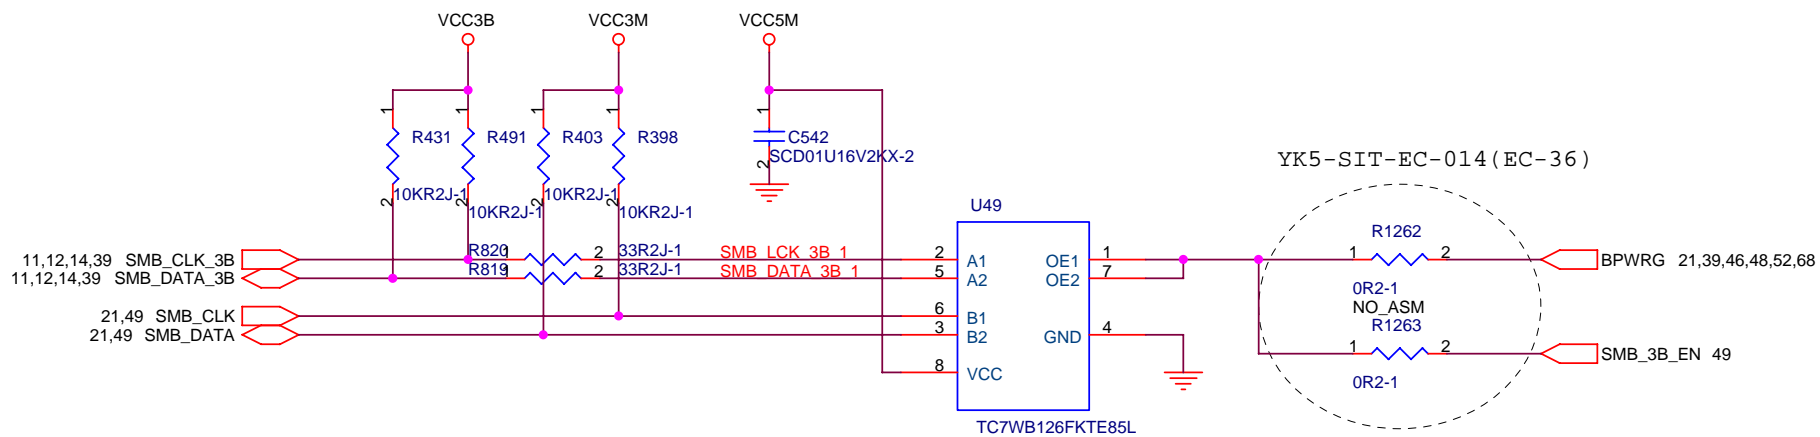 VCC3B VCC3M VCC5M
1 1 1 1 1
R431 R491 R403 R398 C542
2 SCD01U16V2KX-2
YK5-SIT-EC-014(EC-36)
10KR2J-1 10KR2J-1
2 2 2 2
10KR2J-1 10KR2J-1
U49
R1262
11,12,14,39 SMB_CLK_3B R820 1 2 33R2J-1 SMB_LCK_3B_1 2 A1 OE1 1 1 2 BPWRG 21,39,46,48,52,68
11,12,14,39 SMB_DATA_3B R819 1 2 33R2J-1 SMB_DATA_3B_1 5 A2 OE2 7
0R2-1
NO_ASM
21,49 SMB_CLK 6 B1
R1263
21,49 SMB_DATA 3 B2 GND 4
1 2 SMB_3B_EN 49
8 VCC
0R2-1
TC7WB126FKTE85L